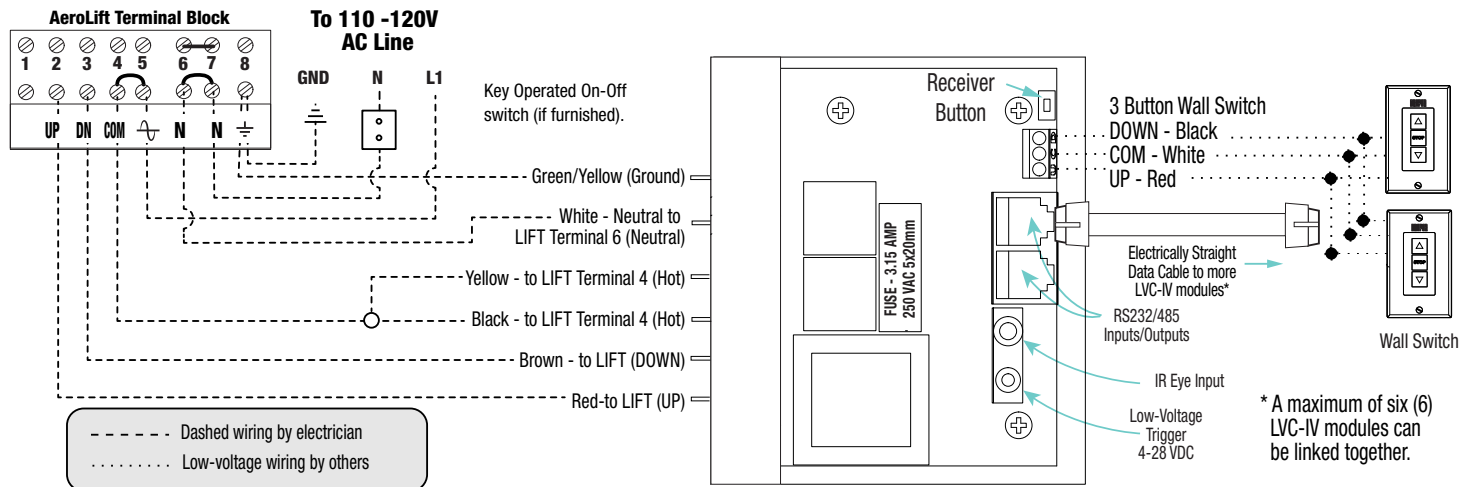 AeroLift Terminal Block
1 2 3 4 5 6 7 8
UP DN COM N N
To 110 -120V
AC Line
GND N L1
Key Operated On-Off
switch (if furnished).
Green/Yellow (Ground)
White - Neutral to
LIFT Terminal 6 (Neutral)
Yellow - to LIFT Terminal 4 (Hot)
Black - to LIFT Terminal 4 (Hot)
Brown - to LIFT (DOWN)
Red-to LIFT (UP)
Dashed wiring by electrician
Low-voltage wiring by others
FUSE - 3.15 AMP
250 VAC 5x20mm
Receiver
Button
3 Button Wall Switch
DOWN - Black
COM - White
UP - Red
Electrically Straight
Data Cable to more
LVC-IV modules*
RS232/485
Inputs/Outputs
IR Eye Input
Low-Voltage
Trigger
4-28 VDC
STOP
STOP
Wall Switch
* A maximum of six (6)
LVC-IV modules can
be linked together.